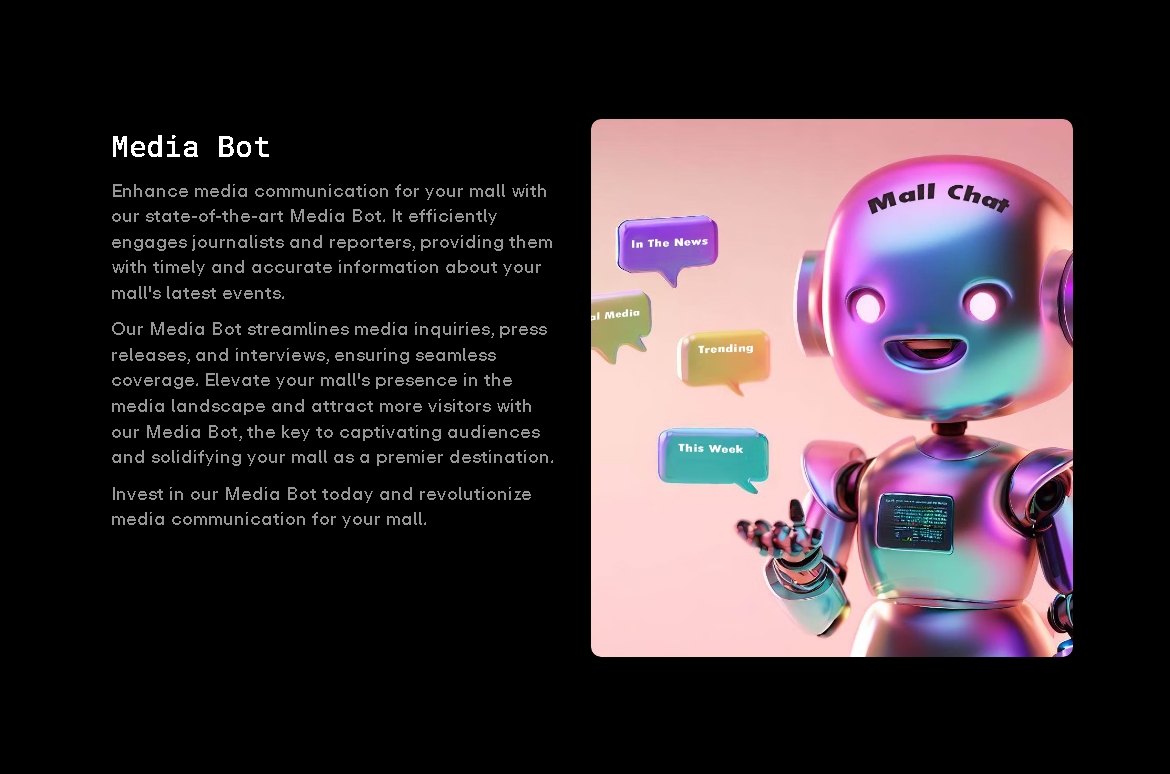 Media Bot
Enhance media communication for your mall with
our state-of-the-art Media Bot. It efficiently
engages journalists and reporters, providing them
with timely and accurate information about your
mall's latest events.
Our Media Bot streamlines media inquiries, press
releases, and interviews, ensuring seamless
coverage. Elevate your mall's presence in the
media landscape and attract more visitors with
our Media Bot, the key to captivating audiences
and solidifying your mall as a premier destination.
Invest in our Media Bot today and revolutionize
media communication for your mall.
Mall Chat
In The News
al Media
Trending
This Week